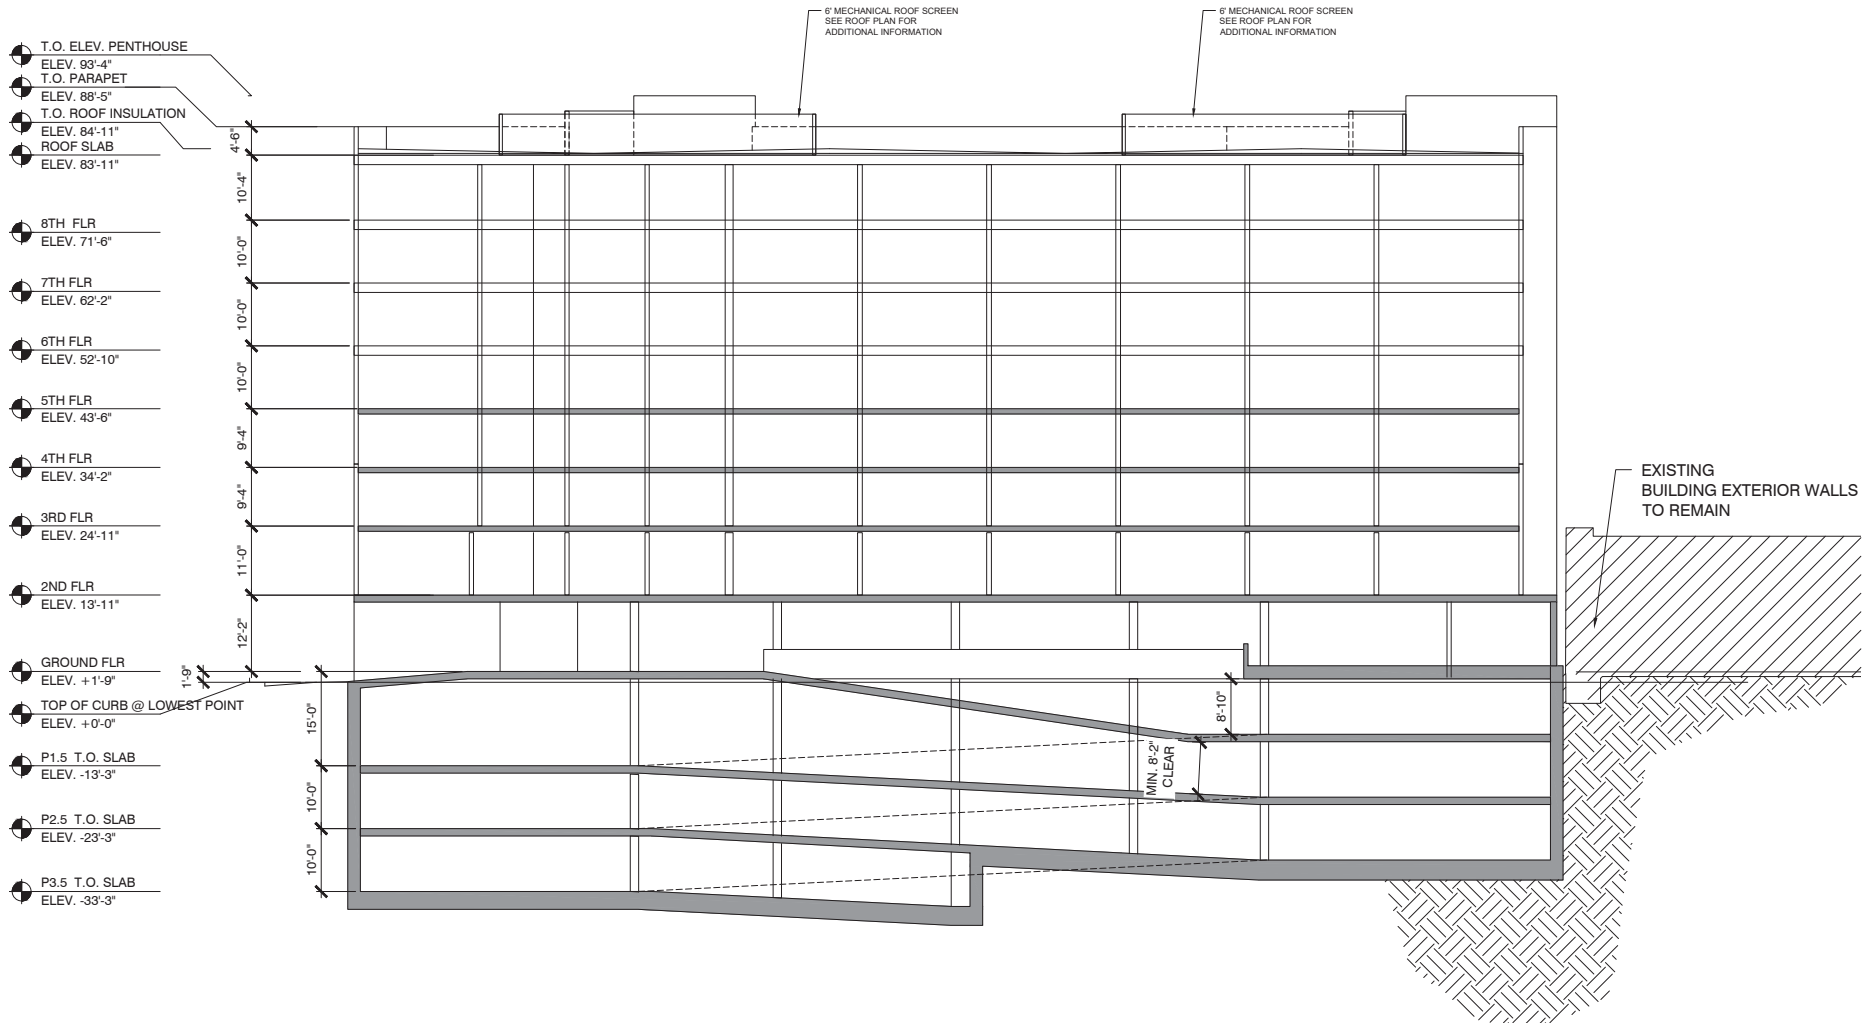 6' MECHANICAL ROOF SCREEN
SEE ROOF PLAN FOR
ADDITIONAL INFORMATION
6' MECHANICAL ROOF SCREEN
SEE ROOF PLAN FOR
ADDITIONAL INFORMATION
T.O. ELEV. PENTHOUSE
ELEV. 93'-4"
T.O. PARAPET
ELEV. 88'-5"
T.O. ROOF INSULATION
ELEV. 84'-11"
ROOF SLAB
ELEV. 83'-11"
8TH FLR
ELEV. 71'-6"
7TH FLR
ELEV. 62'-2"
6TH FLR
ELEV. 52'-10"
5TH FLR
ELEV. 43'-6"
4TH FLR
ELEV. 34'-2"
3RD FLR
ELEV. 24'-11"
2ND FLR
ELEV. 13'-11"
GROUND FLR
ELEV. +1'-9"
TOP OF CURB @ LOWEST POINT
ELEV. +0'-0"
P1.5 T.O. SLAB
ELEV. -13'-3"
P2.5 T.O. SLAB
ELEV. -23'-3"
P3.5 T.O. SLAB
ELEV. -33'-3"
4'-6"
10'-4"
10'-0"
10'-0"
10'-0"
9'-4"
9'-4"
11'-0"
12'-2"
1'-9"
15'-0"
10'-0"
10'-0"
8'-10"
MIN. 8'-2"
CLEAR
EXISTING
BUILDING EXTERIOR WALLS
TO REMAIN